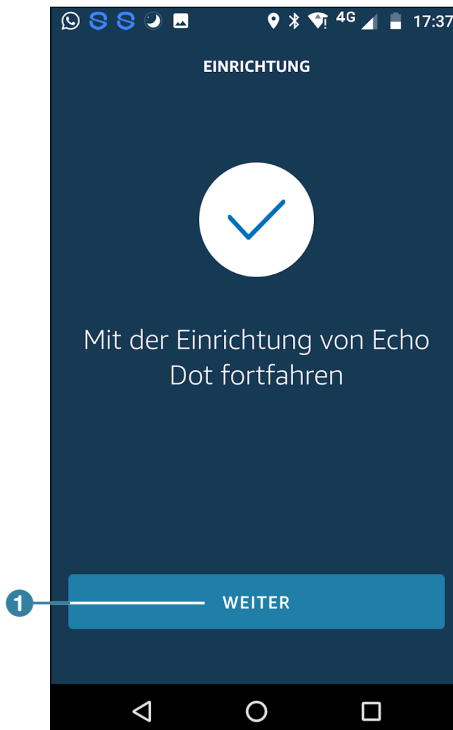 4G 17:37
EINRICHTUNG
Mit der Einrichtung von Echo
Dot fortfahren
1 WEITER